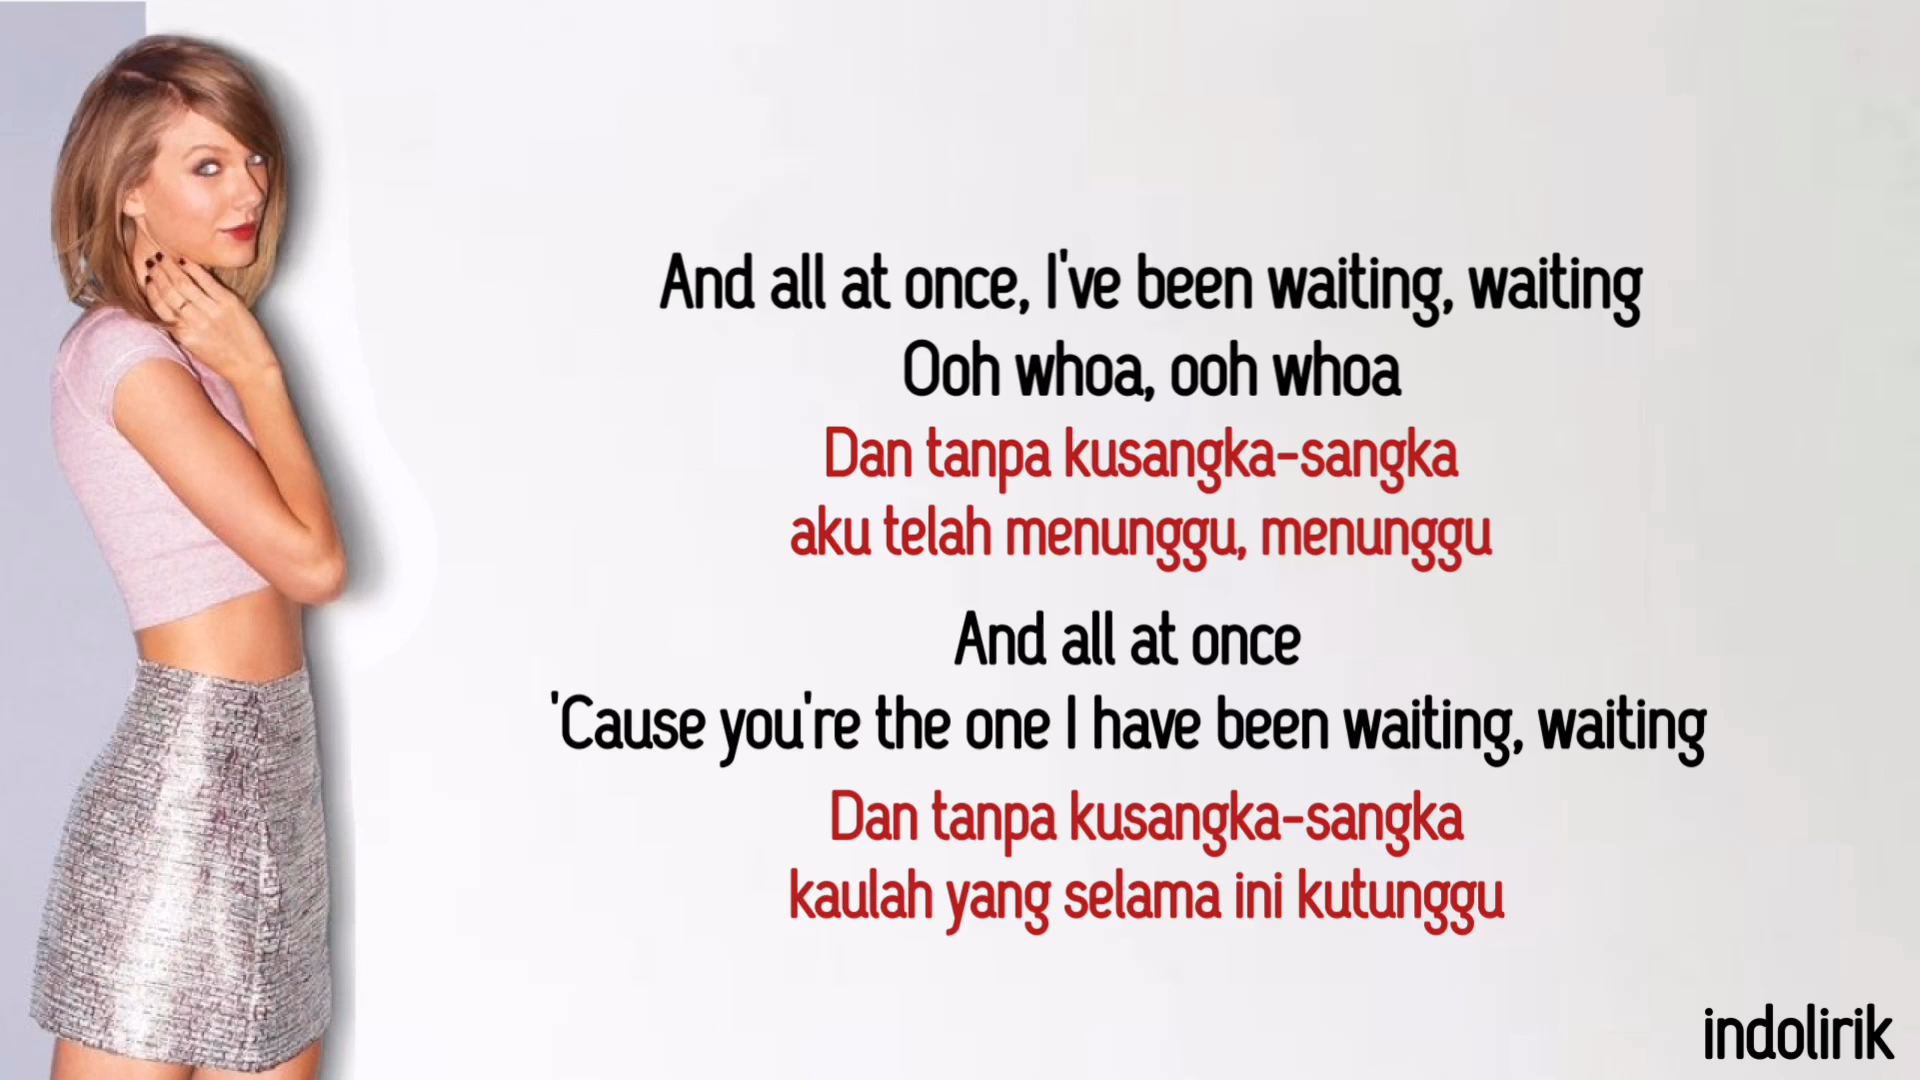 And all at once, I've been waiting, waiting
Ooh whoa, ooh whoa
Dan tanpa kusangka-sangka
aku telah menunggu, menunggu
And all at once
'Cause you're the one I have been waiting, waiting
Dan tanpa kusangka-sangka
kaulah yang selama ini kutunggu
indolirik